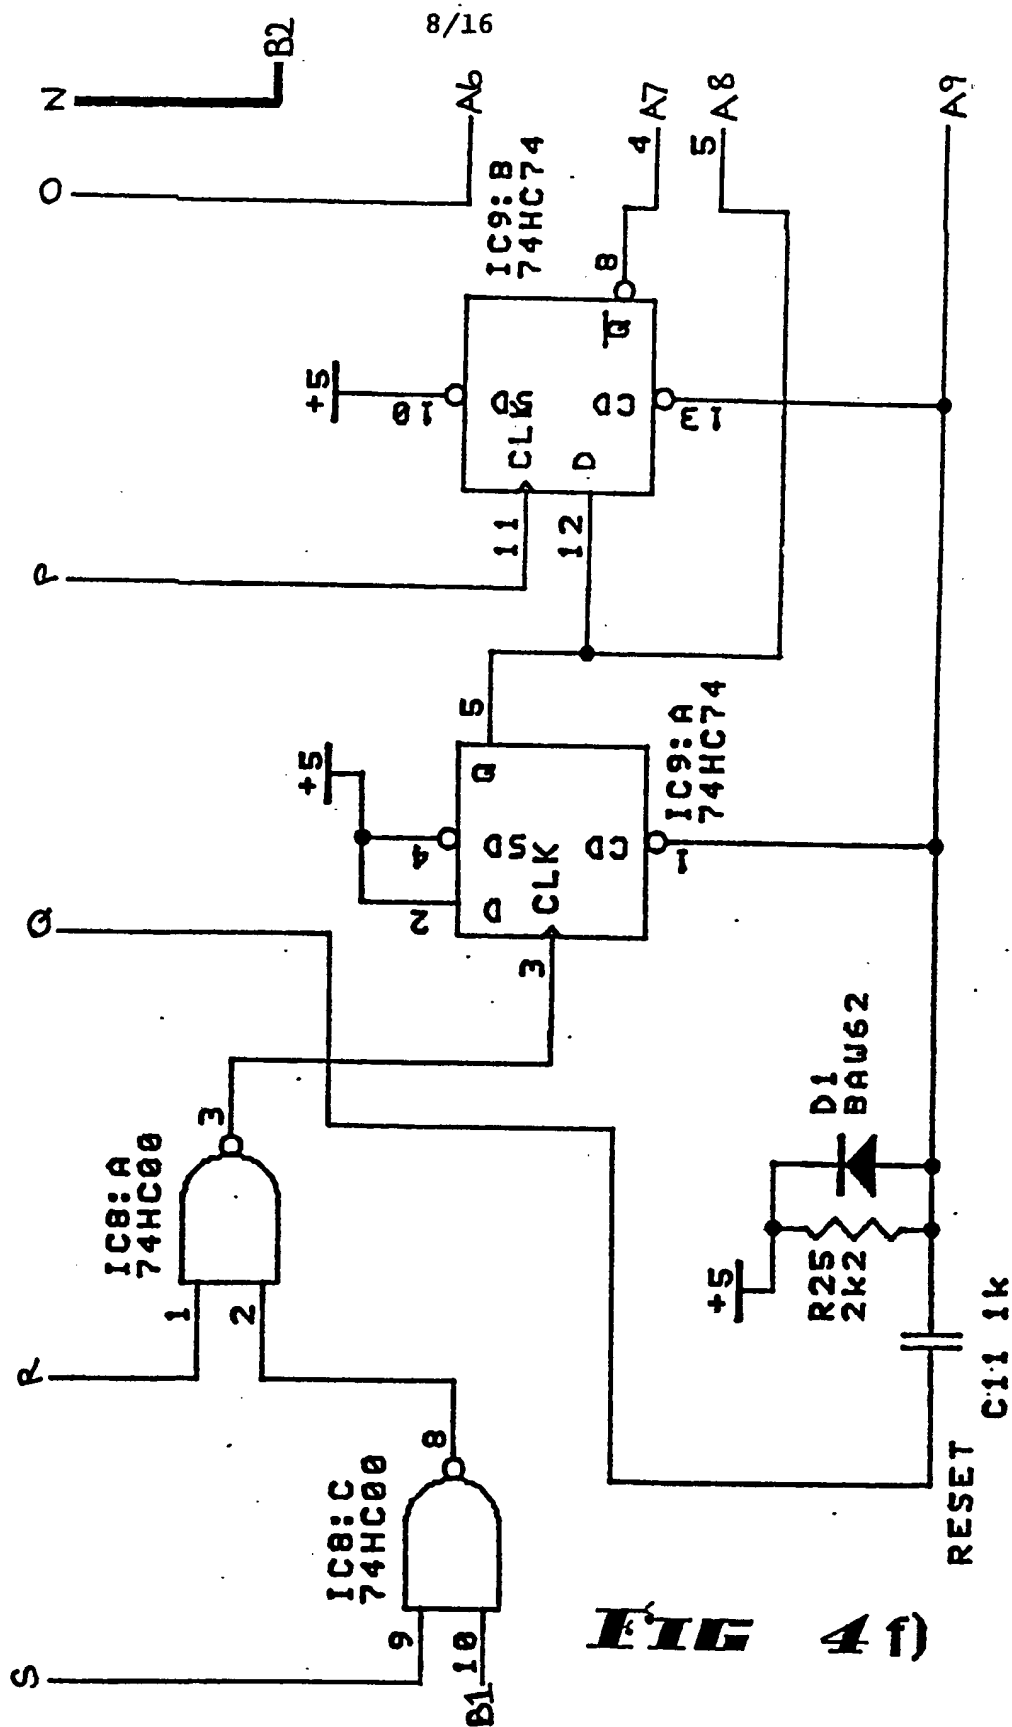 8/16
S
R
Q
P
O
N
B2
A6
A7
A8
A9
IC8:C
74HC00
9
10
B1
8
IC8:A
74HC00
1
2
3
+5
2
4
D
SD
Q
CLK
CD
3
5
1
IC9:A
74HC74
+5
10
SD
CLK
D
CD
Q
11
12
13
8
IC9:B
74HC74
4
5
+5
R25
2k2
D1
BAW62
RESET
C11 1k
FIG 4 f)